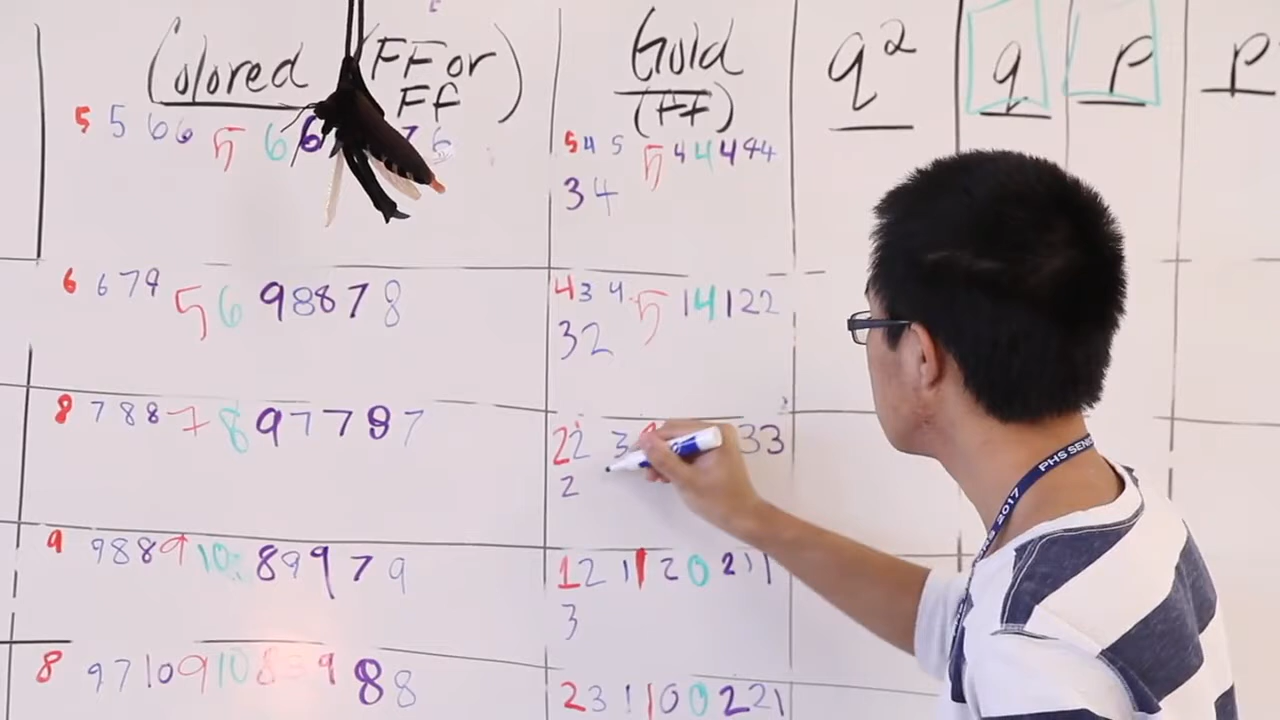 Colored (FF or Ff) Gold (ff) q² q p p
5 5 6 6 5 6 6 7 6 5 4 5 5 4 4 4 4 4
3 4
6 6 7 9 5 6 9 8 8 7 8 4 3 4 5 1 4 1 2 2
3 2
8 7 8 8 7 8 9 7 7 8 7 2 2 3 3 3
2
9 9 8 8 9 10 8 9 9 7 9 1 2 1 1 2 0 2 1 1
3
8 9 7 10 9 10 8 9 8 8 2 3 1 1 0 0 2 2 1
PHS SENI
2017